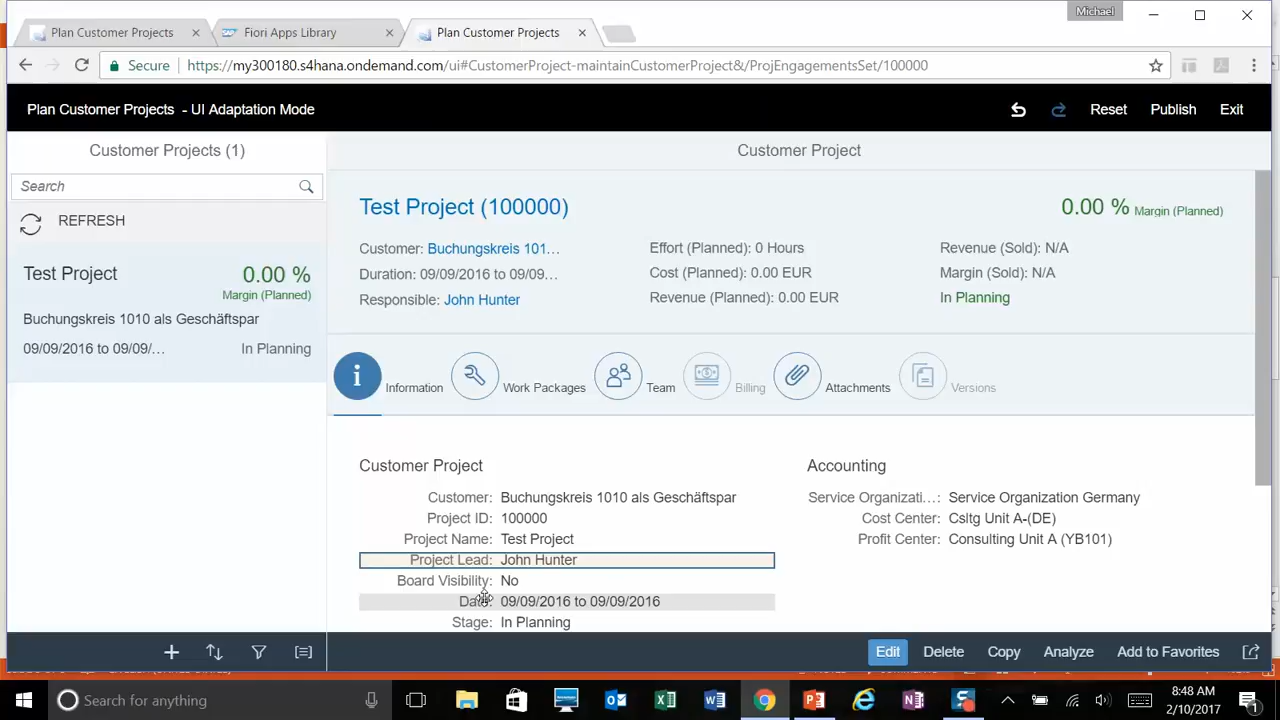 Michael
Plan Customer Projects
Fiori Apps Library
Plan Customer Projects
Secure https://my300180.s4hana.ondemand.com/ui#CustomerProject-maintainCustomerProject&/ProjEngagementsSet/100000
Plan Customer Projects - UI Adaptation Mode
Reset Publish Exit
Customer Projects (1)
Customer Project
Search
REFRESH
Test Project
0.00 %
Margin (Planned)
Buchungskreis 1010 als Geschäftspar
09/09/2016 to 09/09/...
In Planning
Test Project (100000)
0.00 % Margin (Planned)
Customer: Buchungskreis 101...
Duration: 09/09/2016 to 09/09...
Responsible: John Hunter
Effort (Planned): 0 Hours
Cost (Planned): 0.00 EUR
Revenue (Planned): 0.00 EUR
Revenue (Sold): N/A
Margin (Sold): N/A
In Planning
Information
Work Packages
Team
Billing
Attachments
Versions
Customer Project
Customer: Buchungskreis 1010 als Geschäftspar
Project ID: 100000
Project Name: Test Project
Project Lead: John Hunter
Board Visibility: No
Date: 09/09/2016 to 09/09/2016
Stage: In Planning
Accounting
Service Organizati...: Service Organization Germany
Cost Center: Csltg Unit A-(DE)
Profit Center: Consulting Unit A (YB101)
Edit Delete Copy Analyze Add to Favorites
Search for anything
8:48 AM
2/10/2017